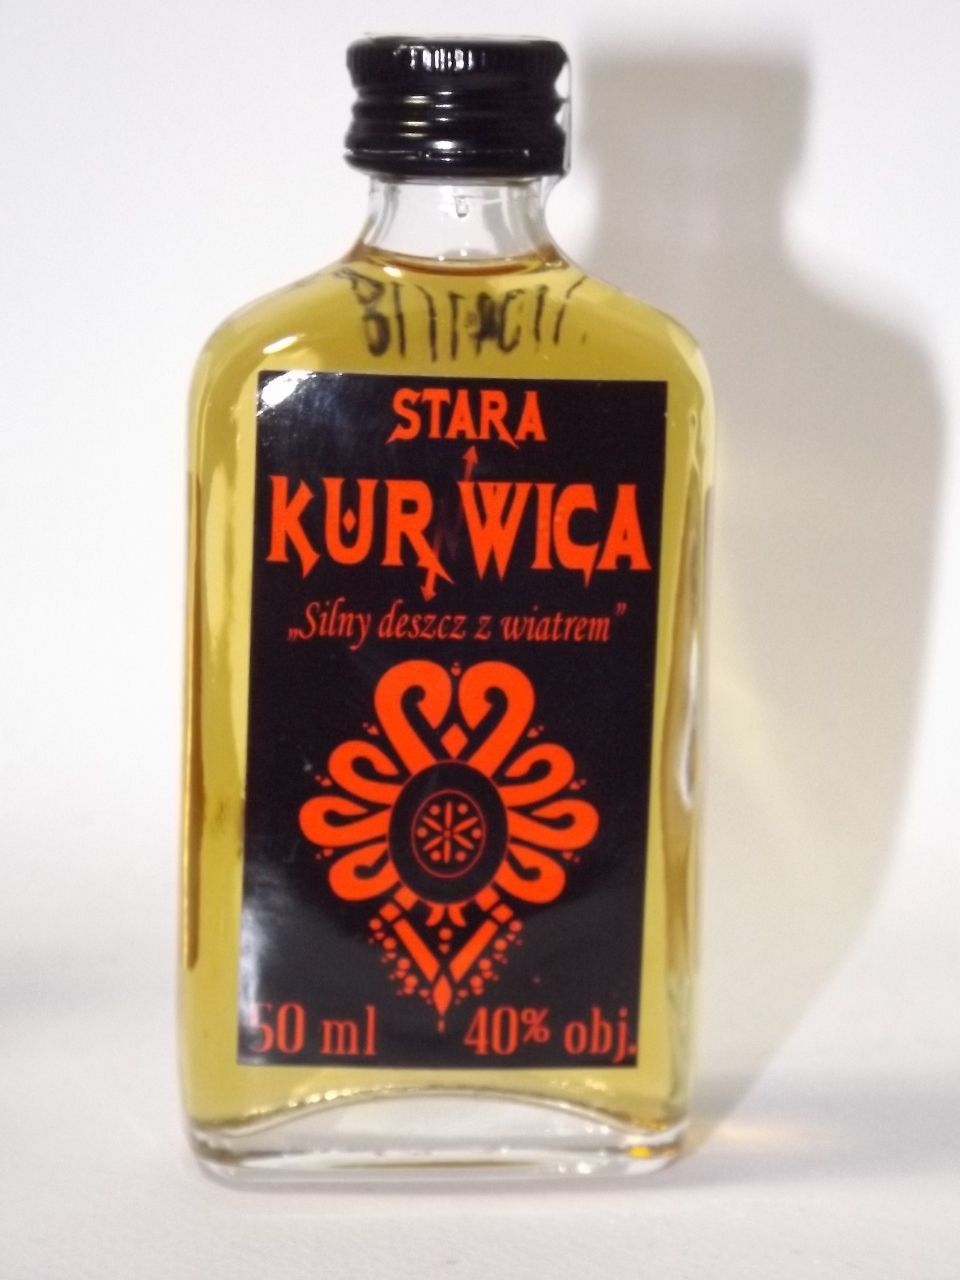 STARA
KURWICA
„Silny deszcz z wiatrem”
50 ml 40% obj.